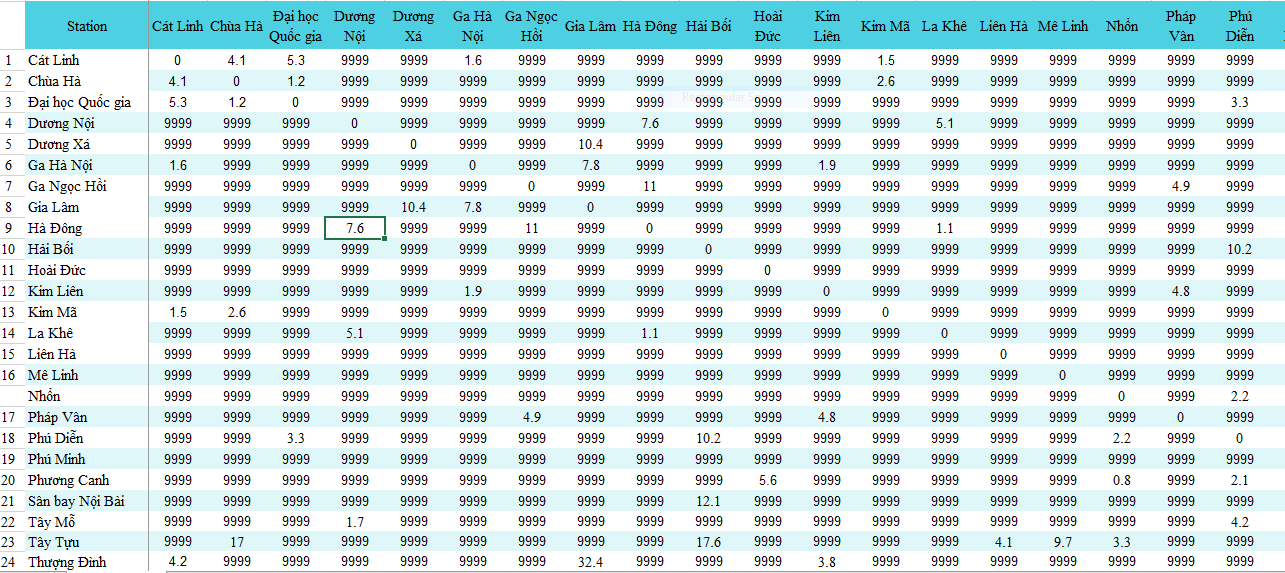 Station Cát Linh Chùa Hà Đại học Quốc gia Dương Nội Dương Xá Ga Hà Nội Ga Ngọc Hồi Gia Lâm Hà Đông Hải Bối Hoài Đức Kim Liên Kim Mã La Khê Liên Hà Mê Linh Nhổn Pháp Vân Phú Diễn
1 Cát Linh 0 4.1 5.3 9999 9999 1.6 9999 9999 9999 9999 9999 9999 1.5 9999 9999 9999 9999 9999 9999
2 Chùa Hà 4.1 0 1.2 9999 9999 9999 9999 9999 9999 9999 9999 9999 2.6 9999 9999 9999 9999 9999 9999
3 Đại học Quốc gia 5.3 1.2 0 9999 9999 9999 9999 9999 9999 9999 9999 9999 9999 9999 9999 9999 9999 9999 3.3
4 Dương Nội 9999 9999 9999 0 9999 9999 9999 9999 7.6 9999 9999 9999 9999 5.1 9999 9999 9999 9999 9999
5 Dương Xá 9999 9999 9999 9999 0 9999 9999 10.4 9999 9999 9999 9999 9999 9999 9999 9999 9999 9999 9999
6 Ga Hà Nội 1.6 9999 9999 9999 9999 0 9999 7.8 9999 9999 9999 1.9 9999 9999 9999 9999 9999 9999 9999
7 Ga Ngọc Hồi 9999 9999 9999 9999 9999 9999 0 9999 11 9999 9999 9999 9999 9999 9999 9999 9999 4.9 9999
8 Gia Lâm 9999 9999 9999 9999 10.4 7.8 9999 0 9999 9999 9999 9999 9999 9999 9999 9999 9999 9999 9999
9 Hà Đông 9999 9999 9999 7.6 9999 9999 11 9999 0 9999 9999 9999 9999 1.1 9999 9999 9999 9999 9999
10 Hải Bối 9999 9999 9999 9999 9999 9999 9999 9999 9999 0 9999 9999 9999 9999 9999 9999 9999 9999 10.2
11 Hoài Đức 9999 9999 9999 9999 9999 9999 9999 9999 9999 9999 0 9999 9999 9999 9999 9999 9999 9999 9999
12 Kim Liên 9999 9999 9999 9999 9999 1.9 9999 9999 9999 9999 9999 0 9999 9999 9999 9999 9999 4.8 9999
13 Kim Mã 1.5 2.6 9999 9999 9999 9999 9999 9999 9999 9999 9999 9999 0 9999 9999 9999 9999 9999 9999
14 La Khê 9999 9999 9999 5.1 9999 9999 9999 9999 1.1 9999 9999 9999 9999 0 9999 9999 9999 9999 9999
15 Liên Hà 9999 9999 9999 9999 9999 9999 9999 9999 9999 9999 9999 9999 9999 9999 0 9999 9999 9999 9999
16 Mê Linh 9999 9999 9999 9999 9999 9999 9999 9999 9999 9999 9999 9999 9999 9999 9999 0 9999 9999 9999
Nhổn 9999 9999 9999 9999 9999 9999 9999 9999 9999 9999 9999 9999 9999 9999 9999 9999 0 9999 2.2
17 Pháp Vân 9999 9999 9999 9999 9999 9999 4.9 9999 9999 9999 9999 4.8 9999 9999 9999 9999 9999 0 9999
18 Phú Diễn 9999 9999 3.3 9999 9999 9999 9999 9999 9999 10.2 9999 9999 9999 9999 9999 9999 2.2 9999 0
19 Phú Minh 9999 9999 9999 9999 9999 9999 9999 9999 9999 9999 9999 9999 9999 9999 9999 9999 9999 9999 9999
20 Phương Canh 9999 9999 9999 9999 9999 9999 9999 9999 9999 9999 5.6 9999 9999 9999 9999 9999 0.8 9999 2.1
21 Sân bay Nội Bài 9999 9999 9999 9999 9999 9999 9999 9999 9999 12.1 9999 9999 9999 9999 9999 9999 9999 9999 9999
22 Tây Mỗ 9999 9999 9999 1.7 9999 9999 9999 9999 9999 9999 9999 9999 9999 9999 9999 9999 9999 9999 4.2
23 Tây Tựu 9999 17 9999 9999 9999 9999 9999 9999 9999 17.6 9999 9999 9999 9999 4.1 9.7 3.3 9999 9999
24 Thượng Đình 4.2 9999 9999 9999 9999 9999 9999 32.4 9999 9999 9999 3.8 9999 9999 9999 9999 9999 9999 9999